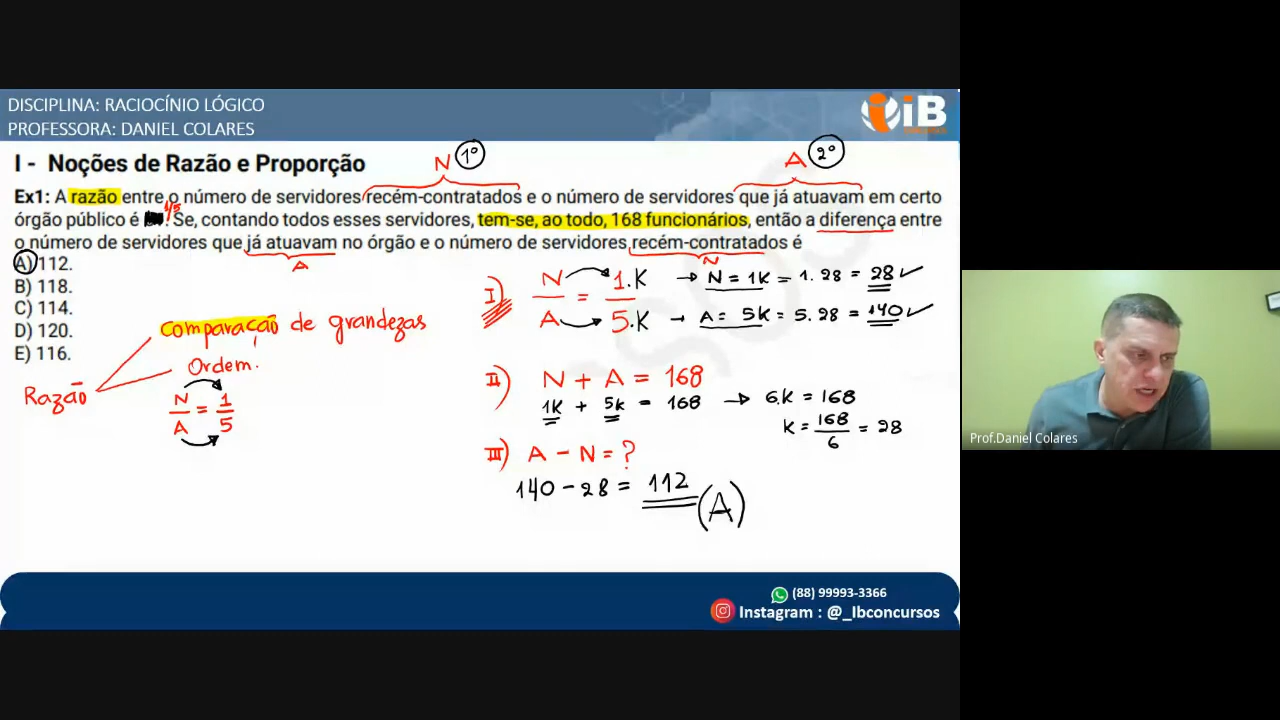 DISCIPLINA: RACIOCÍNIO LÓGICO
PROFESSORA: DANIEL COLARES
iB
CONCURSOS
I - Noções de Razão e Proporção
N 1º
A 2º
Ex1: A razão entre o número de servidores recém-contratados e o número de servidores que já atuavam em certo
órgão público é 1/5. Se, contando todos esses servidores, tem-se, ao todo, 168 funcionários, então a diferença entre
o número de servidores que já atuavam no órgão e o número de servidores recém-contratados é
A
N
A) 112.
B) 118.
C) 114.
D) 120.
E) 116.
Comparação de grandezas
Ordem.
Razão
N/A = 1/5
I) N/A = 1.K/5.K
→ N = 1K = 1.28 = 28 ✓
→ A = 5K = 5.28 = 140 ✓
II) N + A = 168
1K + 5K = 168 → 6.K = 168
K = 168/6 = 28
III) A - N = ?
140 - 28 = 112 (A)
(88) 99993-3366
Instagram : @_Ibconcursos
Prof.Daniel Colares